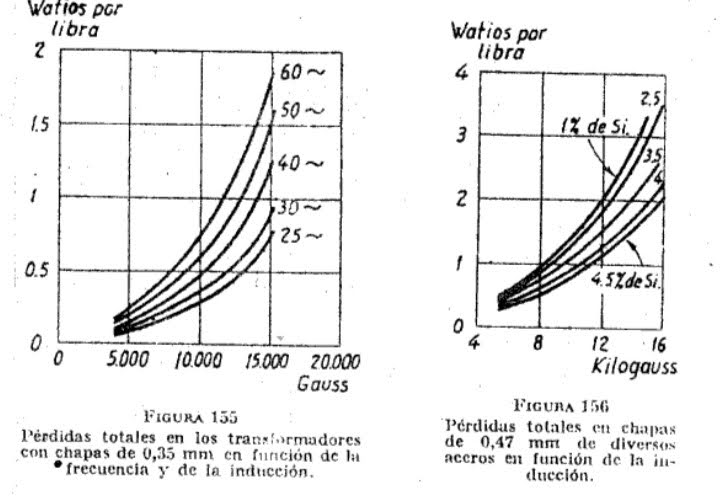 Watios por
libra
2
1.5
1
0.5
0
60~
50~
40~
30~
25~
0
5.000
10.000
15.000
20.000
Gauss
FIGURA 155
Pérdidas totales en los transformadores
con chapas de 0,35 mm en función de la
frecuencia y de la inducción.
Watios por
libra
4
3
2
1
0
2.5
1% de Si.
3.5
4
4.5% de Si.
4
8
12
16
Kilogauss
FIGURA 156
Pérdidas totales en chapas
de 0,47 mm de diversos
aceros en función de la in-
ducción.